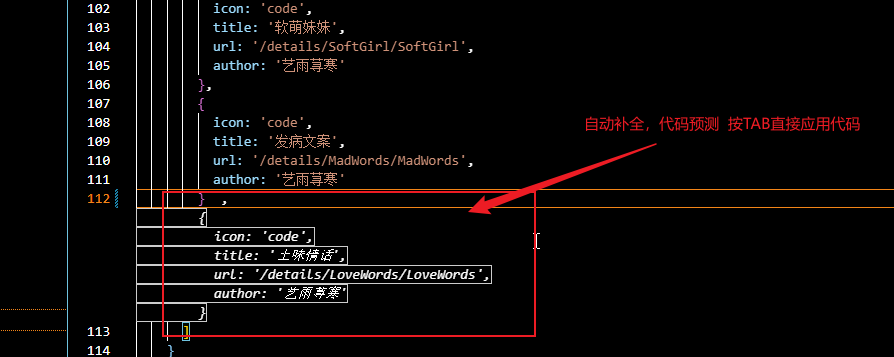 102 icon: 'code',
103 title: '软萌妹妹',
104 url: '/details/SoftGirl/SoftGirl',
105 author: '艺雨荨寒'
106 },
107 {
108 icon: 'code',
自动补全，代码预测 按TAB直接应用代码
109 title: '发病文案',
110 url: '/details/MadWords/MadWords',
111 author: '艺雨荨寒'
112 } ,
{
icon: 'code',
title: '土味情话',
url: '/details/LoveWords/LoveWords',
author: '艺雨荨寒'
}
113 ]
114 }